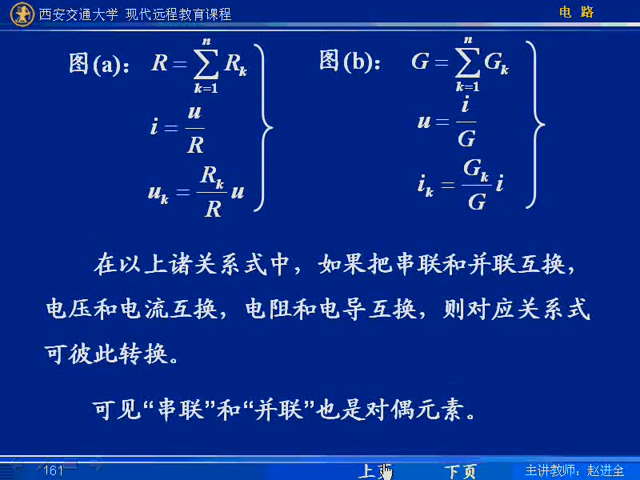 西安交通大学 现代远程教育课程
电 路
图(a): R = ∑_{k=1}^{n} R_k
图(b): G = ∑_{k=1}^{n} G_k
i = u/R
u = i/G
u_k = R_k/R u
i_k = G_k/G i
在以上诸关系式中，如果把串联和并联互换，
电压和电流互换，电阻和电导互换，则对应关系式
可彼此转换。
可见“串联”和“并联”也是对偶元素。
161
上页
下页
主讲教师：赵进全